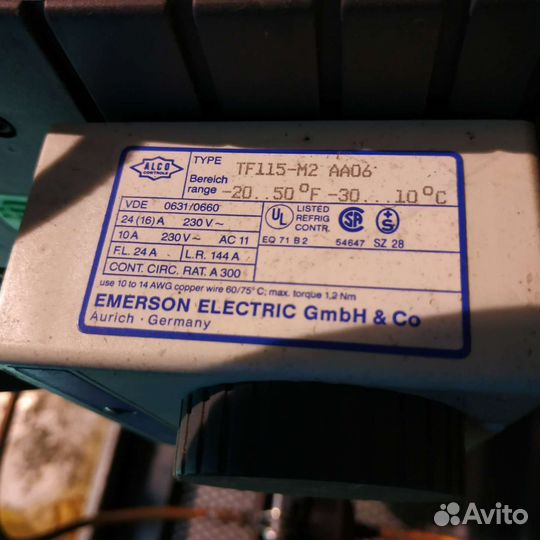 ALCO
CONTROLS
TYPE TF115-M2 AA06
Bereich
range -20..50°F -30...10°C
VDE 0631/0660
24 (16) A 230 V ~
10 A 230 V ~ AC 11
F.L. 24 A L.R. 144 A
CONT. CIRC. RAT. A 300
UL LISTED
REFRIG
CONTR.
EQ 71 B 2
SA
54647
S
SZ 28
use 10 to 14 AWG copper wire 60/75°C; max. torque 1,2 Nm
EMERSON ELECTRIC GmbH & Co
Aurich · Germany
Avito